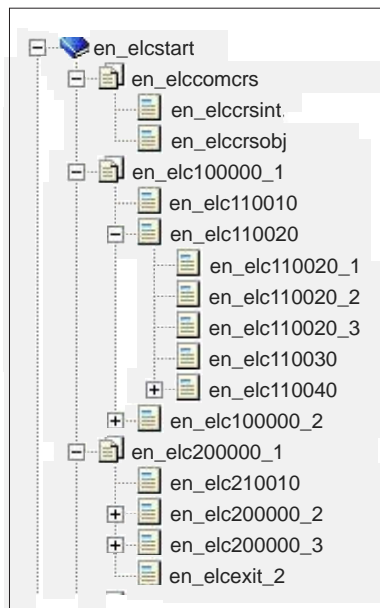 en_elcstart
en_elccomcrs
en_elccrsint.
en_elccrsobj
en_elc100000_1
en_elc110010
en_elc110020
en_elc110020_1
en_elc110020_2
en_elc110020_3
en_elc110030
en_elc110040
en_elc100000_2
en_elc200000_1
en_elc210010
en_elc200000_2
en_elc200000_3
en_elcexit_2